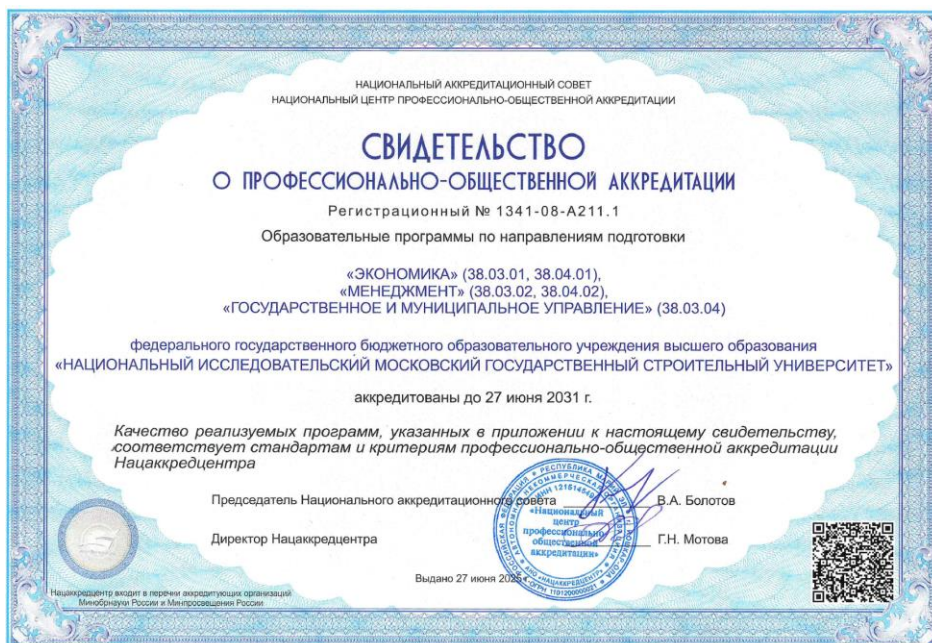 НАЦИОНАЛЬНЫЙ АККРЕДИТАЦИОННЫЙ СОВЕТ
НАЦИОНАЛЬНЫЙ ЦЕНТР ПРОФЕССИОНАЛЬНО-ОБЩЕСТВЕННОЙ АККРЕДИТАЦИИ
СВИДЕТЕЛЬСТВО
О ПРОФЕССИОНАЛЬНО-ОБЩЕСТВЕННОЙ АККРЕДИТАЦИИ
Регистрационный № 1341-08-А211.1
Образовательные программы по направлениям подготовки
«ЭКОНОМИКА» (38.03.01, 38.04.01),
«МЕНЕДЖМЕНТ» (38.03.02, 38.04.02),
«ГОСУДАРСТВЕННОЕ И МУНИЦИПАЛЬНОЕ УПРАВЛЕНИЕ» (38.03.04)
федерального государственного бюджетного образовательного учреждения высшего образования
«НАЦИОНАЛЬНЫЙ ИССЛЕДОВАТЕЛЬСКИЙ МОСКОВСКИЙ ГОСУДАРСТВЕННЫЙ СТРОИТЕЛЬНЫЙ УНИВЕРСИТЕТ»
аккредитованы до 27 июня 2031 г.
Качество реализуемых программ, указанных в приложении к настоящему свидетельству,
соответствует стандартам и критериям профессионально-общественной аккредитации
Нацаккредцентра
Председатель Национального аккредитационного совета В.А. Болотов
Директор Нацаккредцентра Г.Н. Мотова
«Национальный
центр
профессионально-
общественной
аккредитации»
Выдано 27 июня
Нацаккредцентр входит в перечни аккредитующих организаций
Минобрнауки России и Минпросвещения России